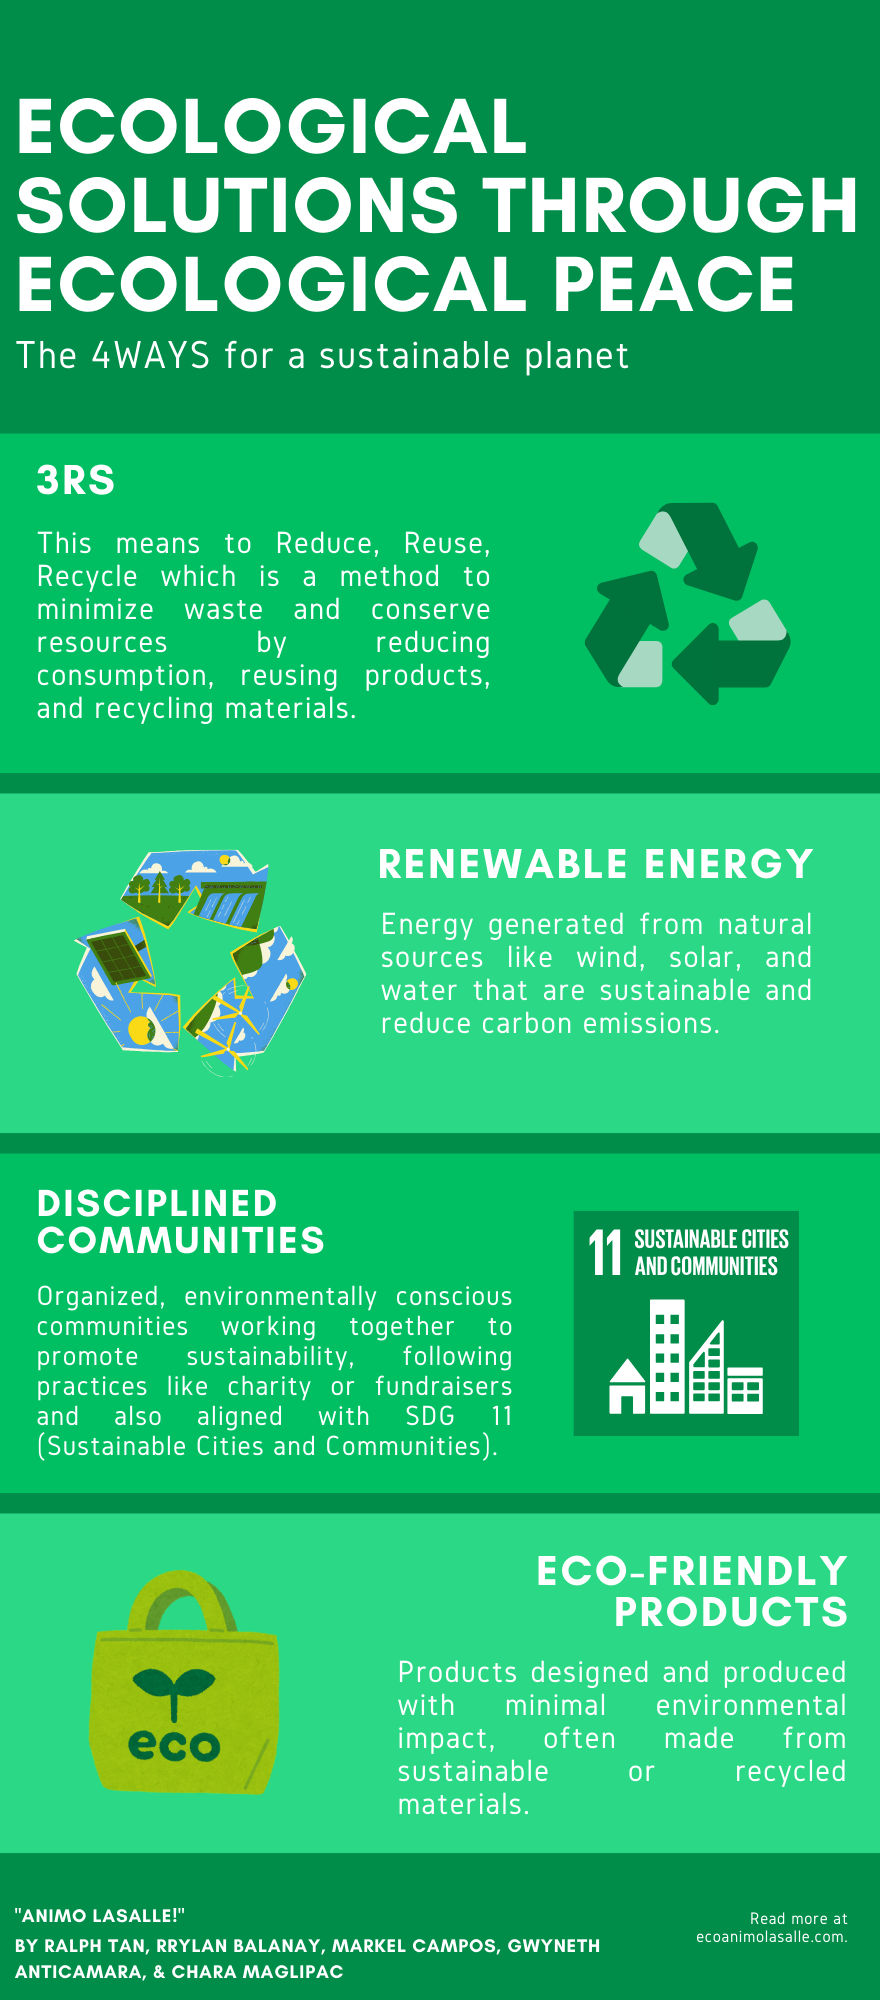 ECOLOGICAL
SOLUTIONS THROUGH
ECOLOGICAL PEACE
The 4WAYS for a sustainable planet
3RS
This means to Reduce, Reuse,
Recycle which is a method to
minimize waste and conserve
resources by reducing
consumption, reusing products,
and recycling materials.
RENEWABLE ENERGY
Energy generated from natural
sources like wind, solar, and
water that are sustainable and
reduce carbon emissions.
DISCIPLINED
COMMUNITIES
Organized, environmentally conscious
communities working together to
promote sustainability, following
practices like charity or fundraisers
and also aligned with SDG 11
(Sustainable Cities and Communities).
11 SUSTAINABLE CITIES
AND COMMUNITIES
ECO-FRIENDLY
PRODUCTS
Products designed and produced
with minimal environmental
impact, often made from
sustainable or recycled
materials.
eco
"ANIMO LASALLE!"
BY RALPH TAN, RRYLAN BALANAY, MARKEL CAMPOS, GWYNETH
ANTICAMARA, & CHARA MAGLIPAC
Read more at
ecoanimolasalle.com.